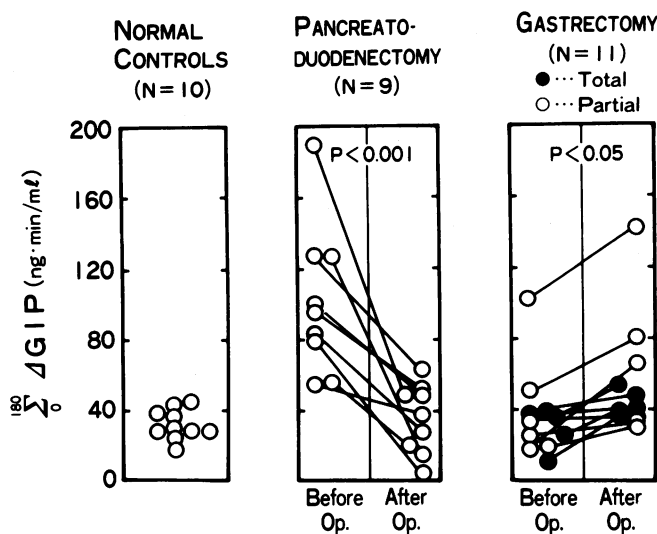 NORMAL
CONTROLS
(N=10)
PANCREATO-
DUODENECTOMY
(N=9)
GASTRECTOMY
(N=11)
●···Total
○···Partial
200
160
120
80
40
0
180
Σ ΔGIP (ng·min/mℓ)
0
P<0.001
P<0.05
Before
Op.
After
Op.
Before
Op.
After
Op.